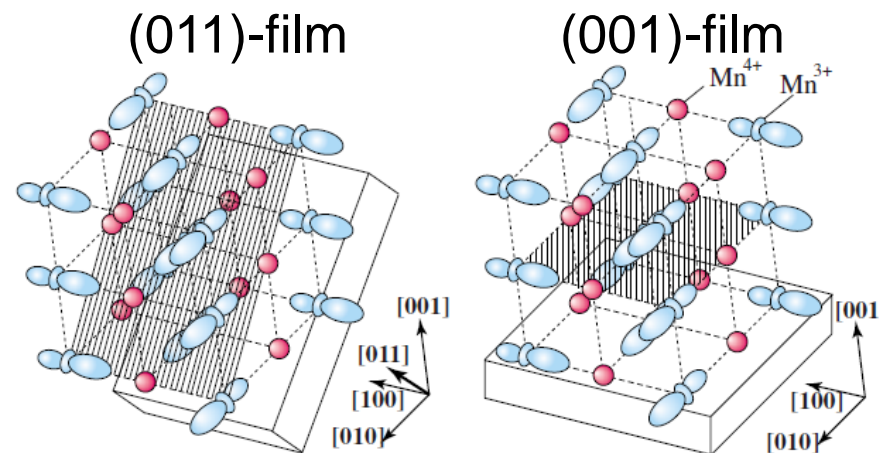 (011)-film
(001)-film
Mn4+
Mn3+
[001]
[011]
[100]
[010]
[001
[100]
[010]